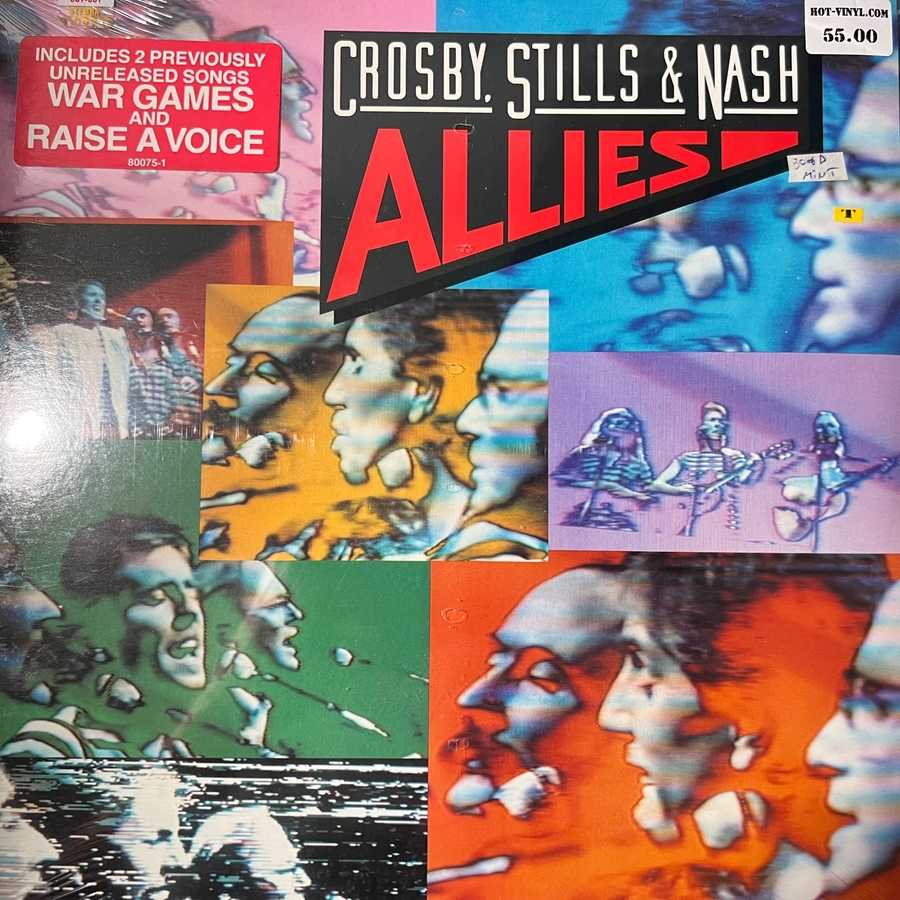 INCLUDES 2 PREVIOUSLY
UNRELEASED SONGS
WAR GAMES
AND
RAISE A VOICE
80075-1
CROSBY, STILLS & NASH
ALLIES
HOT-VINYL.COM
55.00
MINT
T